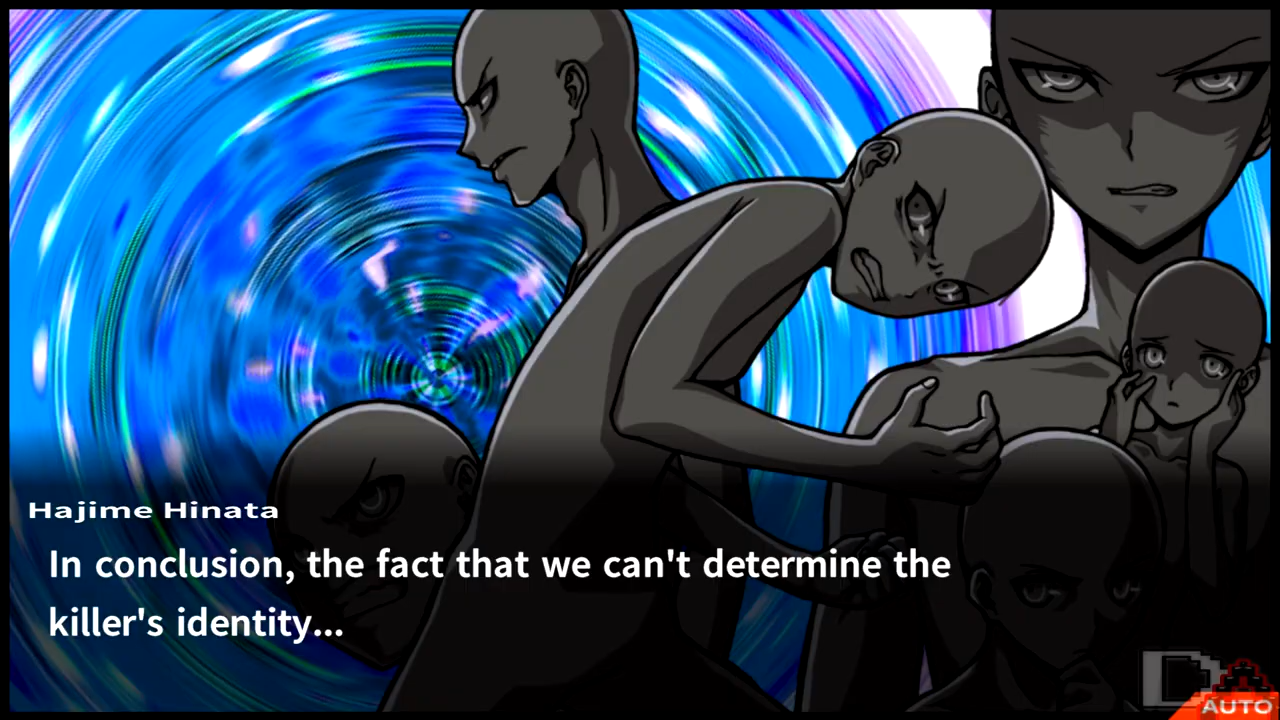 Hajime Hinata
In conclusion, the fact that we can't determine the
killer's identity...
AUTO